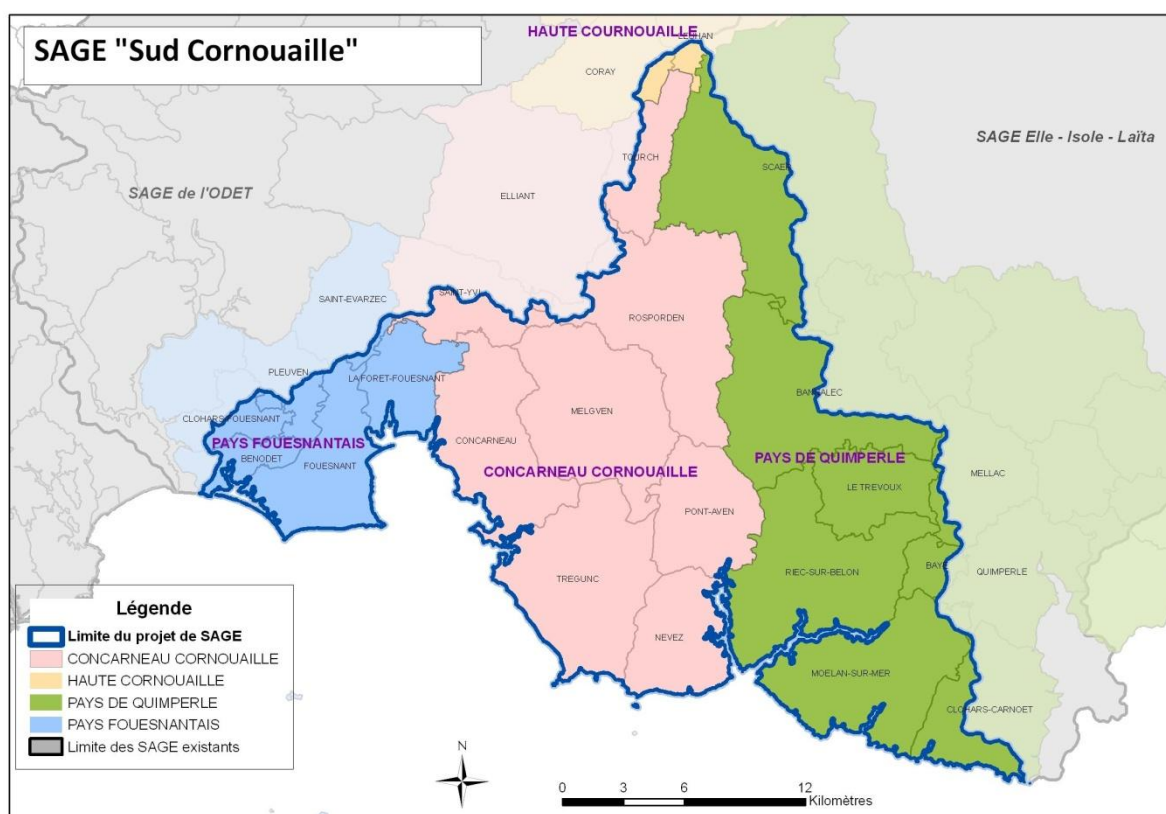 SAGE "Sud Cornouaille"
HAUTE COURNOUAILLE
LEUHAN
CORAY
SAGE Elle - Isole - Laïta
TOURCH
SCAER
SAGE de l'ODET
ELLIANT
SAINT-EVARZEC
SAINT-YVI
ROSPORDEN
PLEUVEN
LA FORET-FOUESNANT
BANNALEC
CLOHARS-FOUESNANT
MELGVEN
PAYS FOUESNANTAIS
CONCARNEAU
BENODET
FOUESNANT
CONCARNEAU CORNOUAILLE
PAYS DE QUIMPERLE
MELLAC
LE TREVOUX
PONT-AVEN
TREGUNC
RIEC-SUR-BELON
BAYE
QUIMPERLE
NEVEZ
MOELAN-SUR-MER
CLOHARS-CARNOET
Légende
Limite du projet de SAGE
CONCARNEAU CORNOUAILLE
HAUTE CORNOUAILLE
PAYS DE QUIMPERLE
PAYS FOUESNANTAIS
Limite des SAGE existants
N
0 3 6 12
Kilomètres